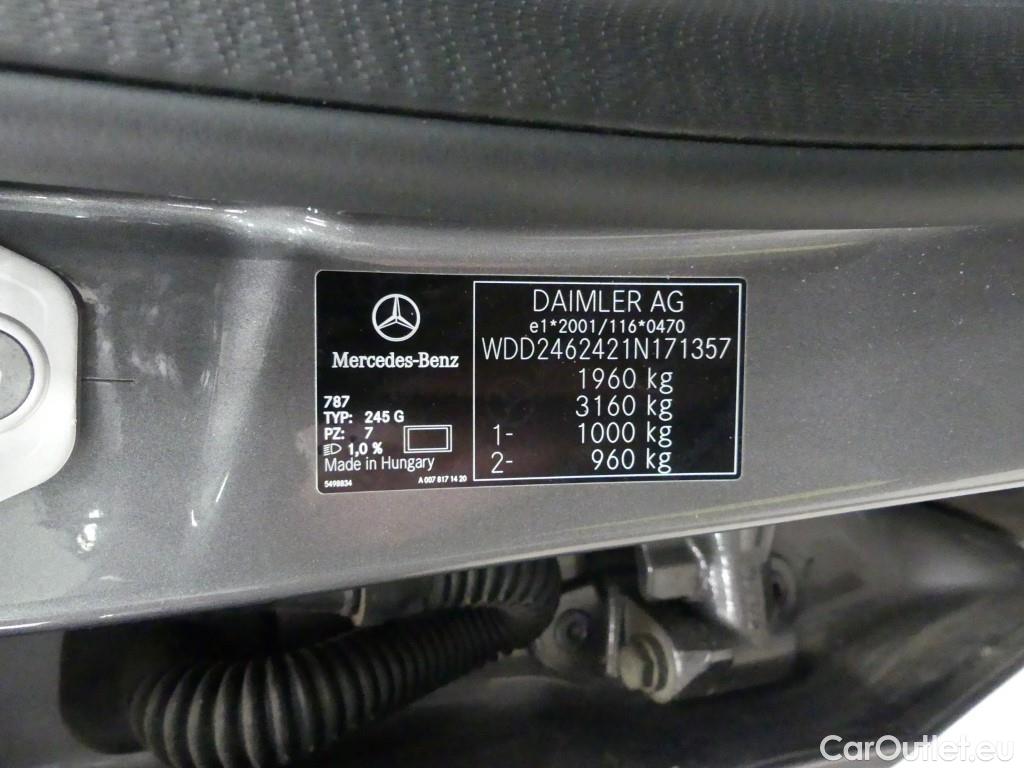 Mercedes-Benz
787
TYP: 245 G
PZ: 7
1,0 %
Made in Hungary
5498834
A 007 817 14 20
DAIMLER AG
e1*2001/116*0470
WDD2462421N171357
1960 kg
3160 kg
1- 1000 kg
2- 960 kg
CarOutlet.eu